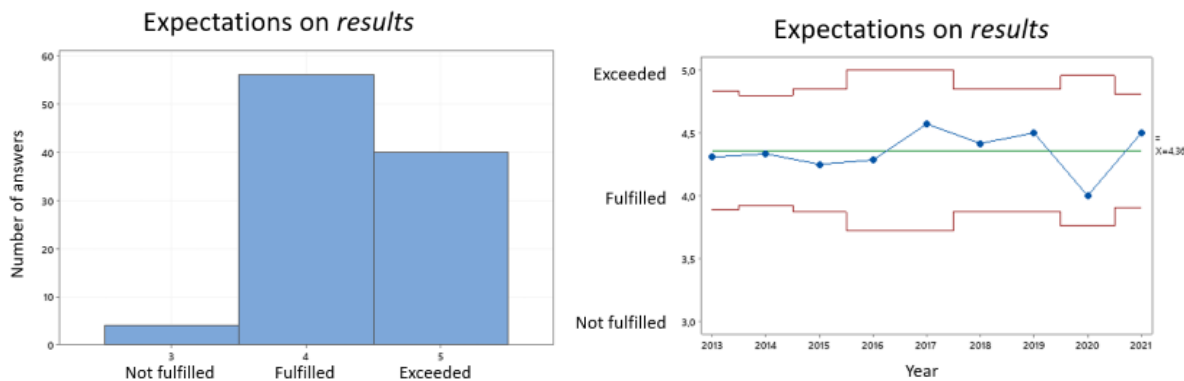 Expectations on results
Number of answers
60
50
40
30
20
10
0
3
4
5
Not fulfilled
Fulfilled
Exceeded
Expectations on results
Exceeded
Fulfilled
Not fulfilled
5,0
4,5
4,0
3,5
3,0
=
X=4,36
2013
2014
2015
2016
2017
2018
2019
2020
2021
Year